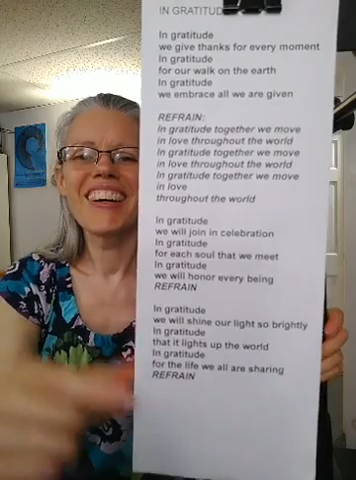 IN GRATITUD
In gratitude
we give thanks for every moment
In gratitude
for our walk on the earth
In gratitude
we embrace all we are given
REFRAIN:
In gratitude together we move
in love throughout the world
In gratitude together we move
in love throughout the world
In gratitude together we move
in love
throughout the world
In gratitude
we will join in celebration
In gratitude
for each soul that we meet
In gratitude
we will honor every being
REFRAIN
In gratitude
we will shine our light so brightly
In gratitude
that it lights up the world
In gratitude
for the life we all are sharing
REFRAIN